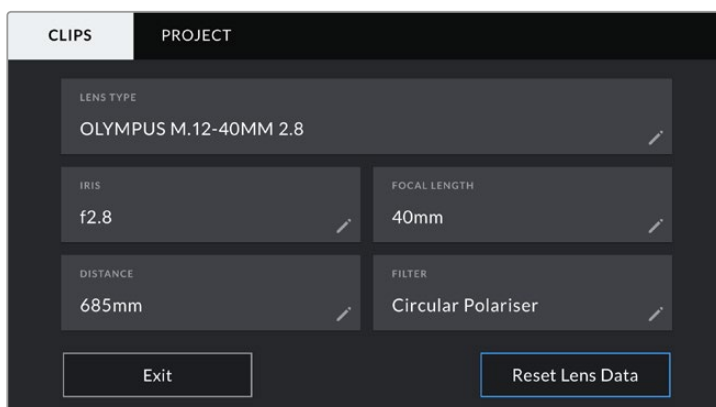 CLIPS PROJECT
LENS TYPE
OLYMPUS M.12-40MM 2.8
IRIS
f2.8
FOCAL LENGTH
40mm
DISTANCE
685mm
FILTER
Circular Polariser
Exit
Reset Lens Data